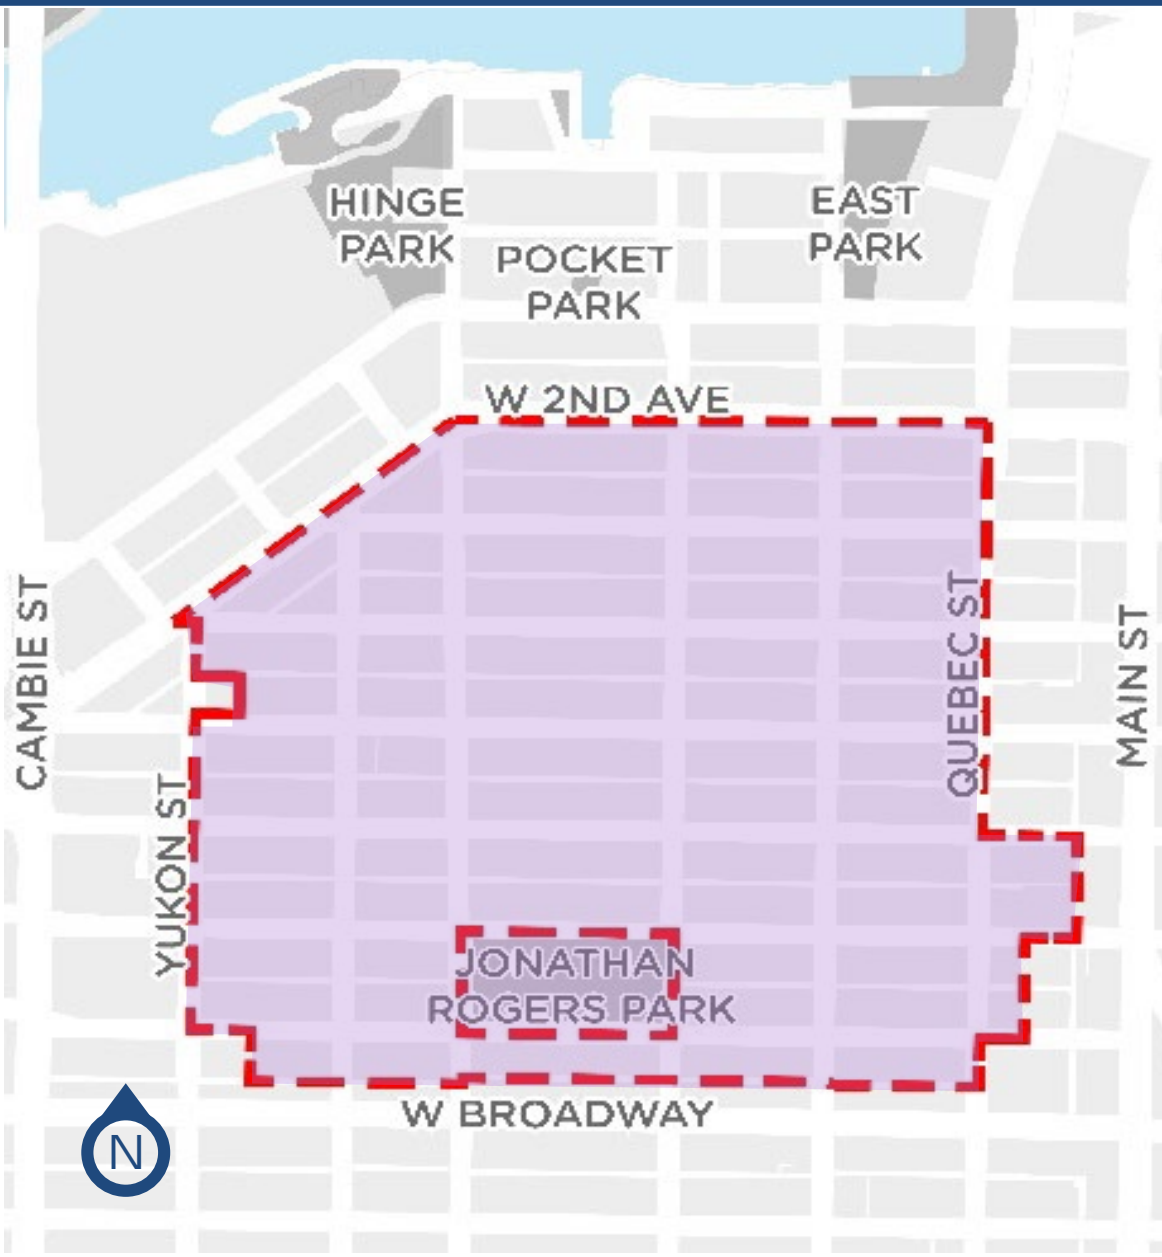 HINGE
PARK
EAST
PARK
POCKET
PARK
W 2ND AVE
CAMBIE ST
QUEBEC ST
MAIN ST
YUKON ST
JONATHAN
ROGERS PARK
W BROADWAY
N